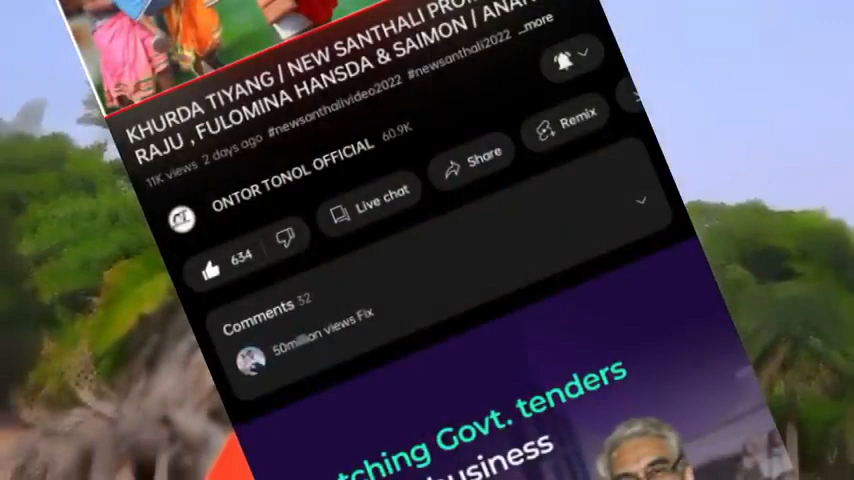 KHURDA TIYANG / NEW SANTHALI PRO
RAJU , FULOMINA HANSDA & SAIMON / ANAN
11K views 2 days ago #newsanthalivideo2022 #newsanthali2022 ...more
ONTOR TONOL OFFICIAL 60.9K
634
Live chat
Share
Remix
Comments 32
50million views Fix
tching Govt. tenders
business